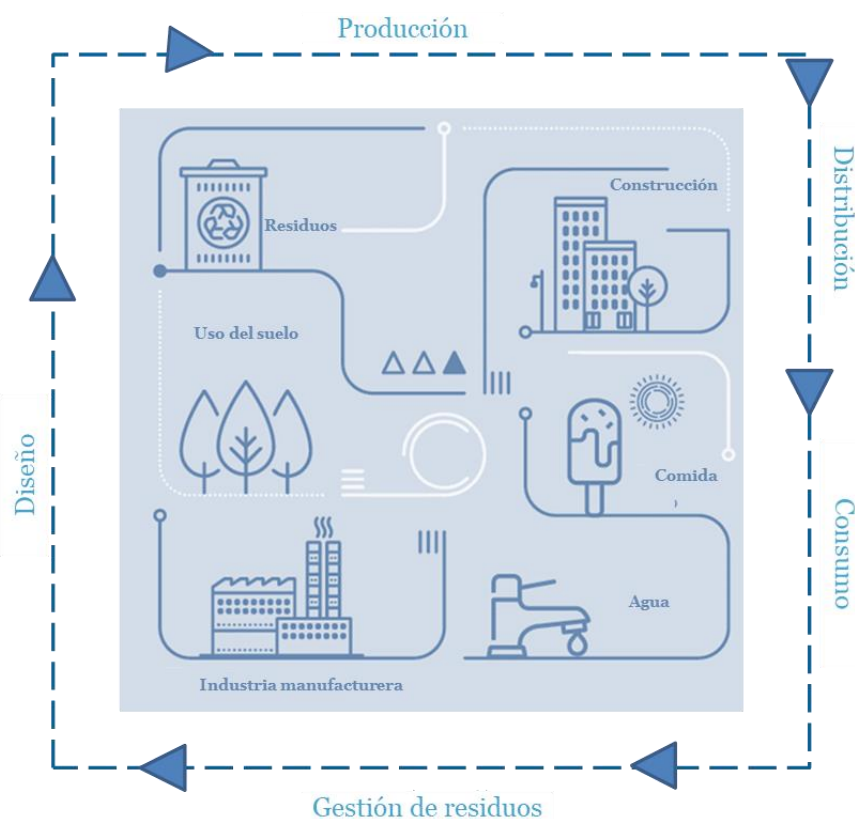 Producción
Construcción
Distribución
Residuos
Uso del suelo
Diseño
Comida
Consumo
Agua
Industria manufacturera
Gestión de residuos